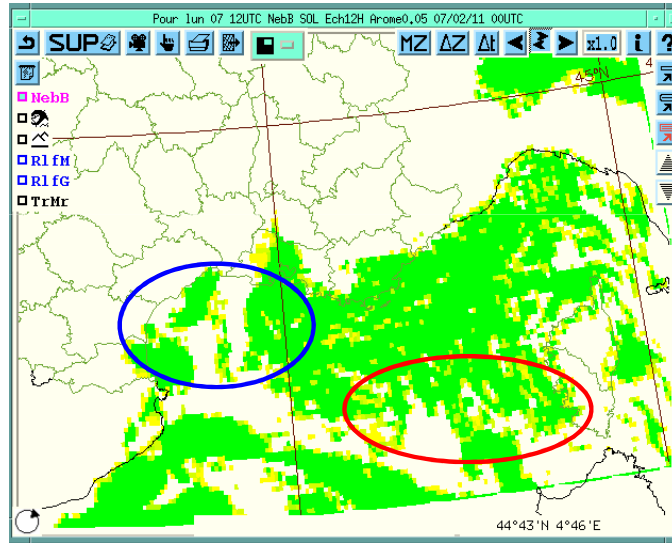 Pour lun 07 12UTC NebB SOL Ech12H Arome0,05 07/02/11 00UTC
SUP MZ ΔZ Δt x1.0 i ?
45°N 4
NebB
RlfM
RlfG
TrMr
44°43'N 4°46'E